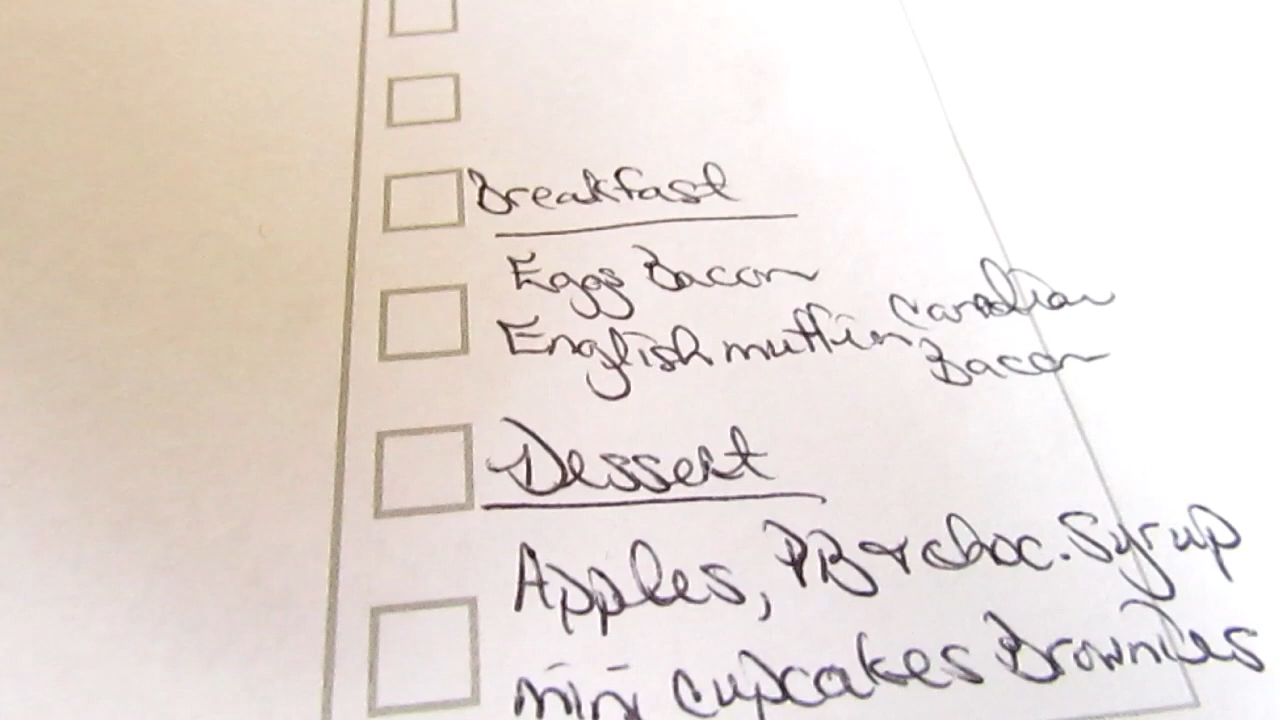 Breakfast
Eggs Bacon
English muffin Canadian
Bacon
Dessert
Apples, PB & choc. Syrup
mini cupcakes Brownies